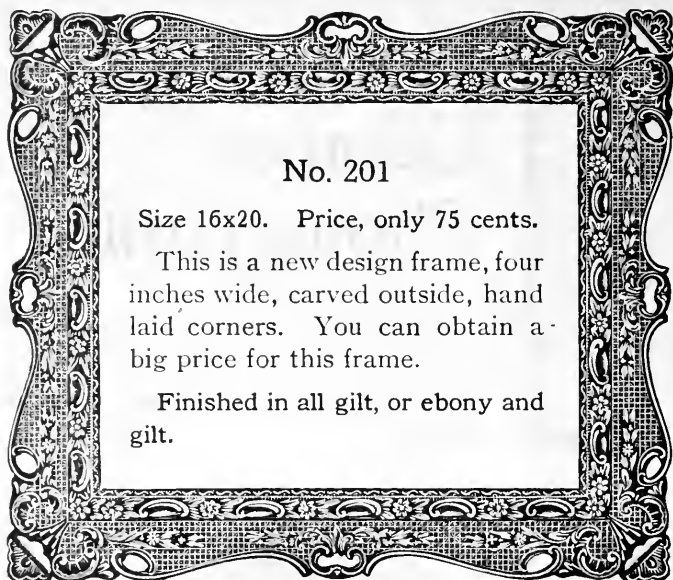 No. 201
Size 16x20. Price, only 75 cents.
This is a new design frame, four
inches wide, carved outside, hand
laid corners. You can obtain a
big price for this frame.
Finished in all gilt, or ebony and
gilt.